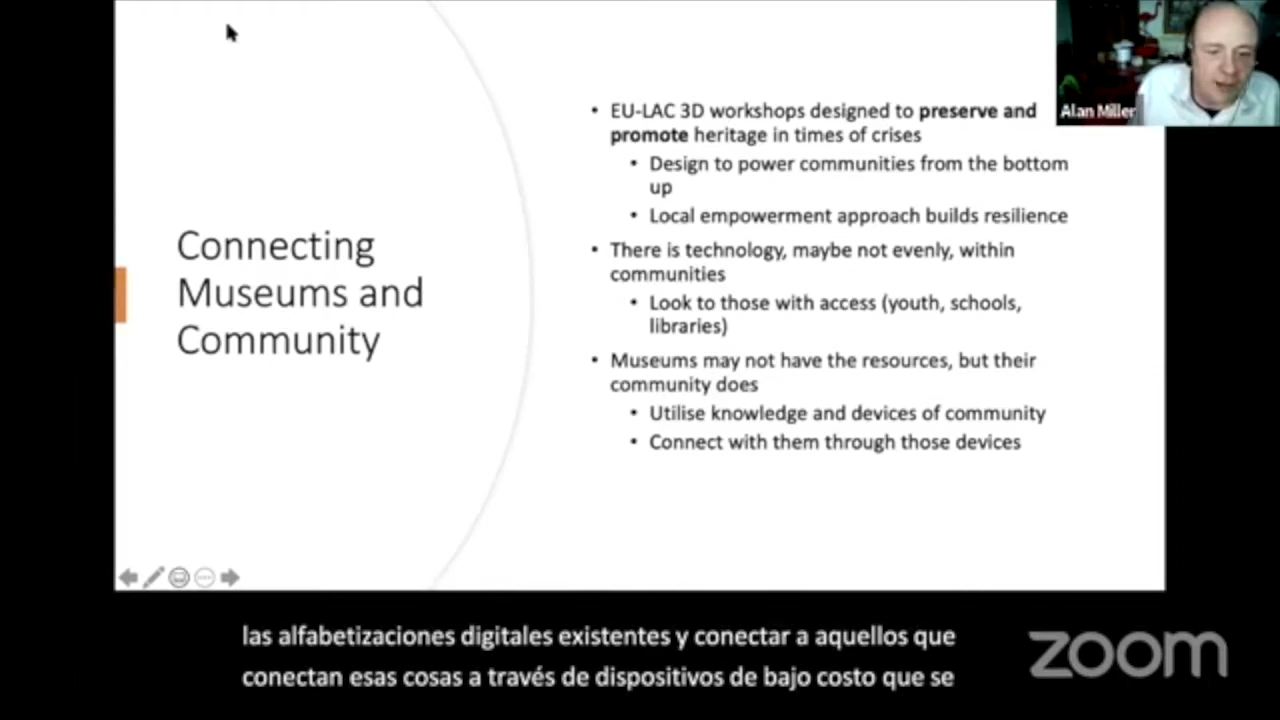 Alan Miller
Connecting
Museums and
Community
• EU-LAC 3D workshops designed to preserve and
promote heritage in times of crises
• Design to power communities from the bottom
up
• Local empowerment approach builds resilience
• There is technology, maybe not evenly, within
communities
• Look to those with access (youth, schools,
libraries)
• Museums may not have the resources, but their
community does
• Utilise knowledge and devices of community
• Connect with them through those devices
las alfabetizaciones digitales existentes y conectar a aquellos que
conectan esas cosas a través de dispositivos de bajo costo que se
zoom